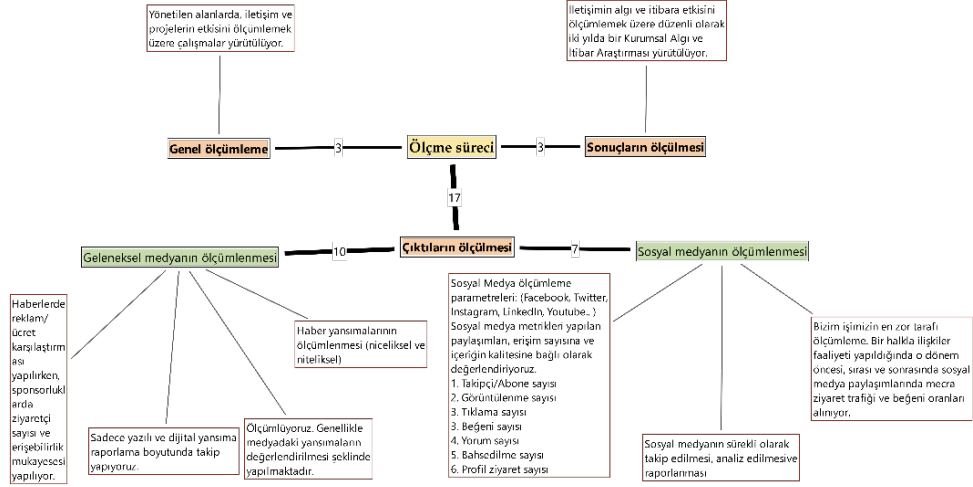 Yönetilen alanlarda, iletişim ve
projelerin etkisini ölçümlemek
üzere çalışmalar yürütülüyor.
İletişimin algı ve itibara etkisini
ölçümlemek üzere düzenli olarak
iki yılda bir Kurumsal Algı ve
İtibar Araştırması yürütülüyor.
Genel ölçümleme
3
Ölçme süreci
3
Sonuçların ölçülmesi
17
Geleneksel medyanın ölçümlenmesi
10
Çıktıların ölçülmesi
7
Sosyal medyanın ölçümlenmesi
Haberlerde
reklam/
ücret
karşılaştırm
ası
yapılırken,
sponsorlukl
arda
ziyaretçi
sayısı ve
erişebilirlik
mukayesesi
yapılıyor.
Sadece yazılı ve dijital yansıma
raporlama boyutunda takip
yapıyoruz.
Ölçümlüyoruz. Genellikle
medyadaki yansımaların
değerlendirilmesi şeklinde
yapılmaktadır.
Haber yansımalarının
ölçümlenmesi (niceliksel ve
niteliksel)
Sosyal Medya ölçümleme
parametreleri: (Facebook, Twitter,
Instagram, LinkedIn, Youtube.. )
Sosyal medya metrikleri yapılan
paylaşımları, erişim sayısına ve
içeriğin kalitesine bağlı olarak
değerlendiriyoruz.
1. Takipçi/Abone sayısı
2. Görüntülenme sayısı
3. Tıklama sayısı
3. Beğeni sayısı
4. Yorum sayısı
5. Bahsedilme sayısı
6. Profil ziyaret sayısı
Sosyal medyanın sürekli olarak
takip edilmesi, analiz edilmesive
raporlanması
Bizim işimizin en zor tarafı
ölçümleme. Bir halkla ilişkiler
faaliyeti yapıldığında o dönem
öncesi, sırası ve sonrasında sosyal
medya paylaşımlarında mecra
ziyaret trafiği ve beğeni oranları
alınıyor.